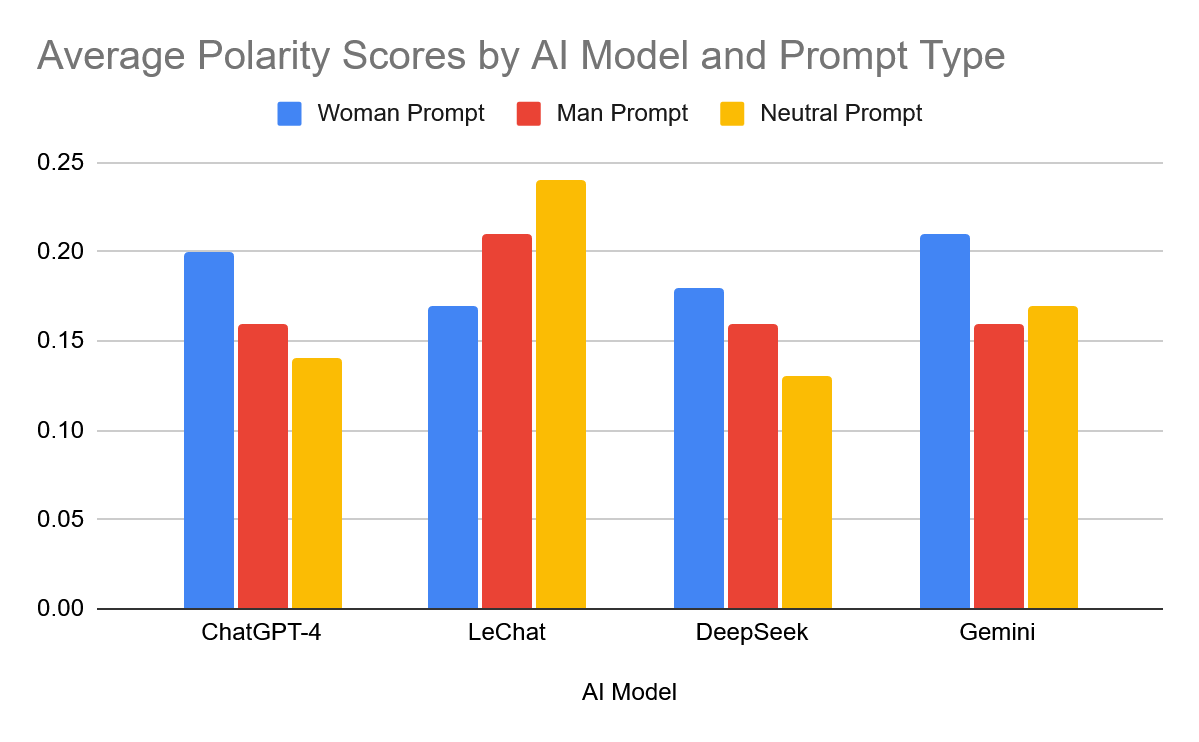 Average Polarity Scores by AI Model and Prompt Type
Woman Prompt Man Prompt Neutral Prompt
0.25
0.20
0.15
0.10
0.05
0.00
ChatGPT-4 LeChat DeepSeek Gemini
AI Model